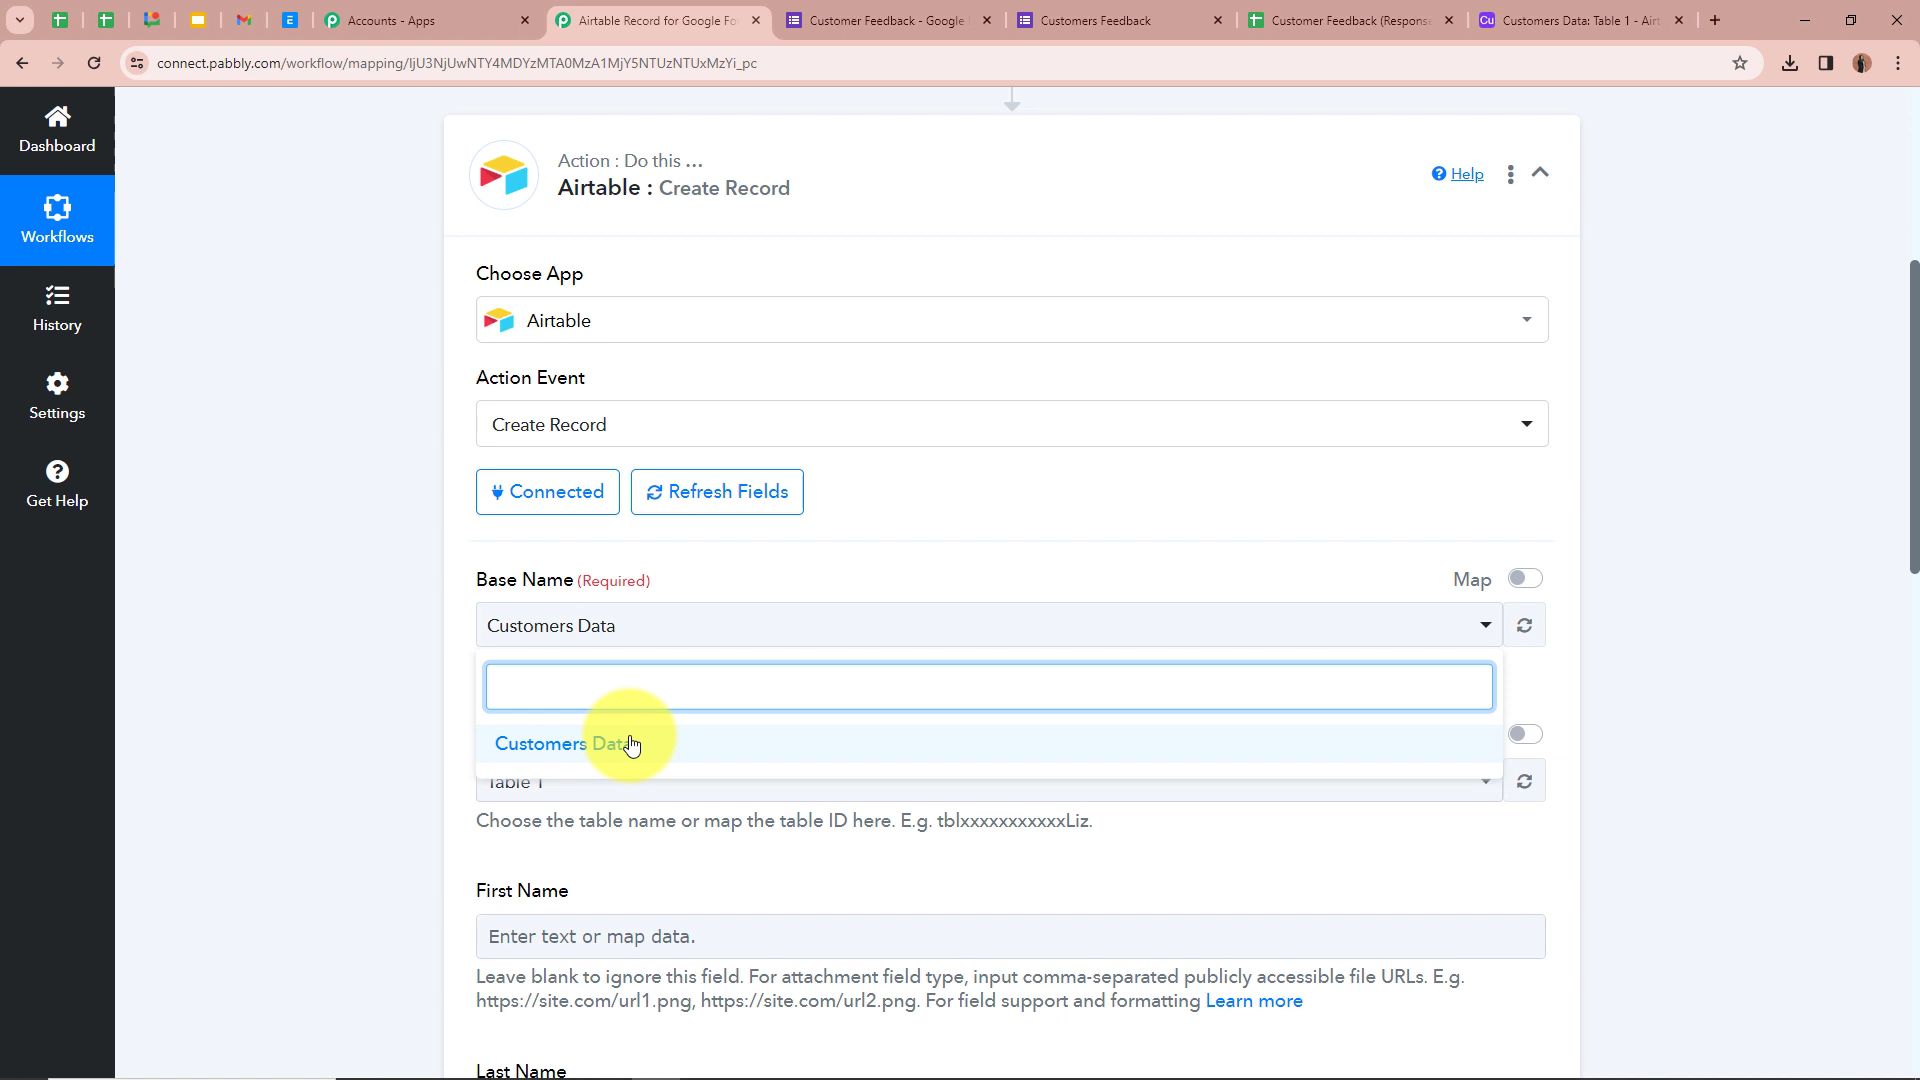 Accounts - Apps
Airtable Record for Google Fo
Customer Feedback - Google
Customers Feedback
Customer Feedback (Response
Cu
Customers Data: Table 1 - Airt
connect.pabbly.com/workflow/mapping/IjU3NjUwNTY4MDYzMTA0MzA1MjY5NTUzNTUxMzYi_pc
Dashboard
Workflows
History
Settings
Get Help
Action : Do this ...
Airtable : Create Record
Help
Choose App
Airtable
Action Event
Create Record
Connected
Refresh Fields
Base Name (Required)
Map
Customers Data
Customers Data
Table 1
Choose the table name or map the table ID here. E.g. tblxxxxxxxxxxxLiz.
First Name
Enter text or map data.
Leave blank to ignore this field. For attachment field type, input comma-separated publicly accessible file URLs. E.g.
https://site.com/url1.png, https://site.com/url2.png. For field support and formatting Learn more
Last Name